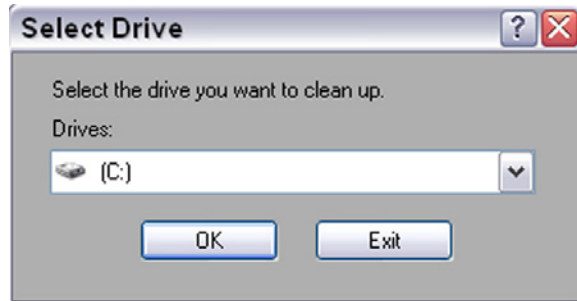 Select Drive
?
Select the drive you want to clean up.
Drives:
(C:)
OK Exit